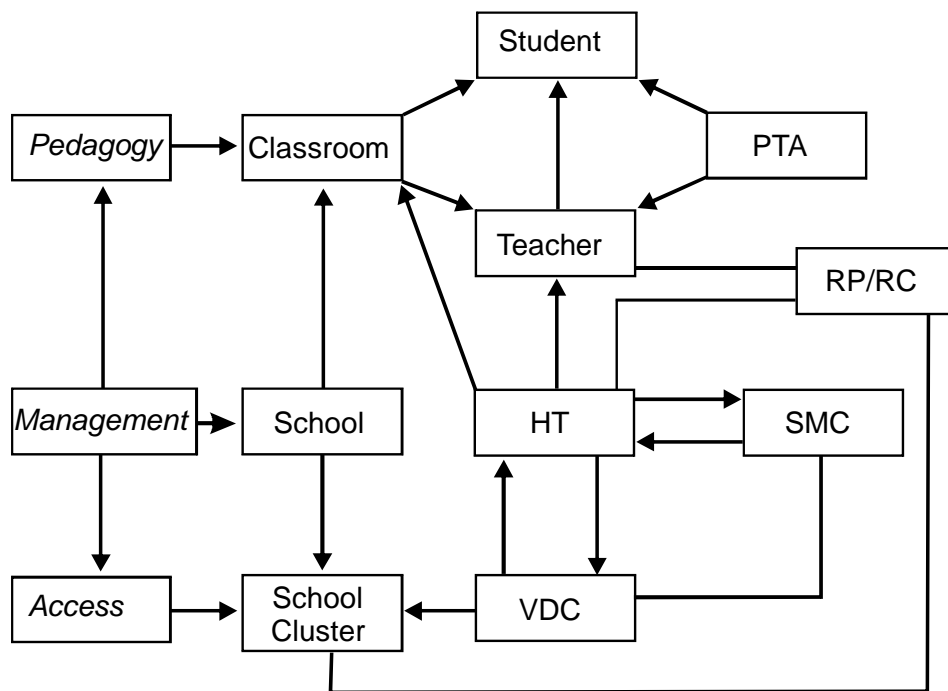 Student
Pedagogy
Classroom
PTA
Teacher
RP/RC
Management
School
HT
SMC
Access
School
Cluster
VDC